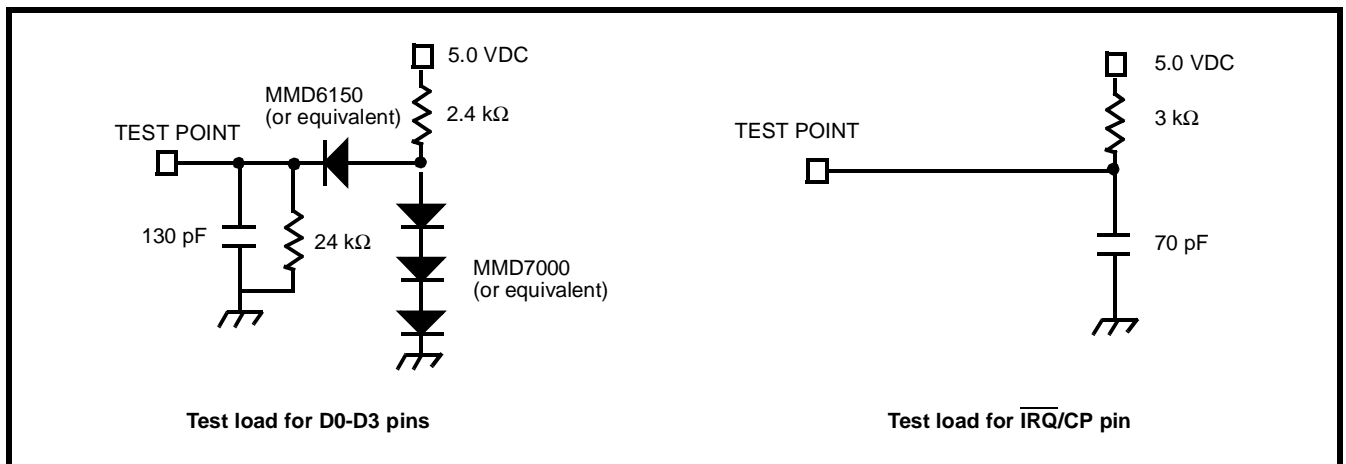 5.0 VDC
MMD6150
(or equivalent)
2.4 kΩ
TEST POINT
130 pF
24 kΩ
MMD7000
(or equivalent)
Test load for D0-D3 pins
5.0 VDC
3 kΩ
TEST POINT
70 pF
Test load for I̅R̅Q̅/CP pin